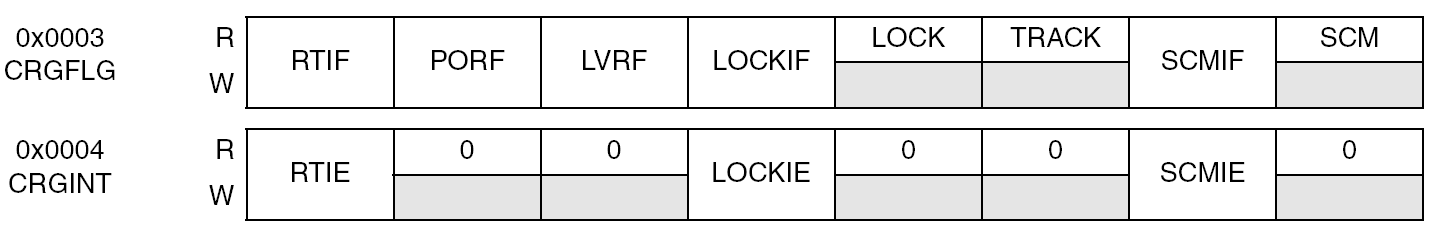 0x0003 R RTIF PORF LVRF LOCKIF LOCK TRACK SCMIF SCM
CRGFLG W
0x0004 R RTIE 0 0 LOCKIE 0 0 SCMIE 0
CRGINT W